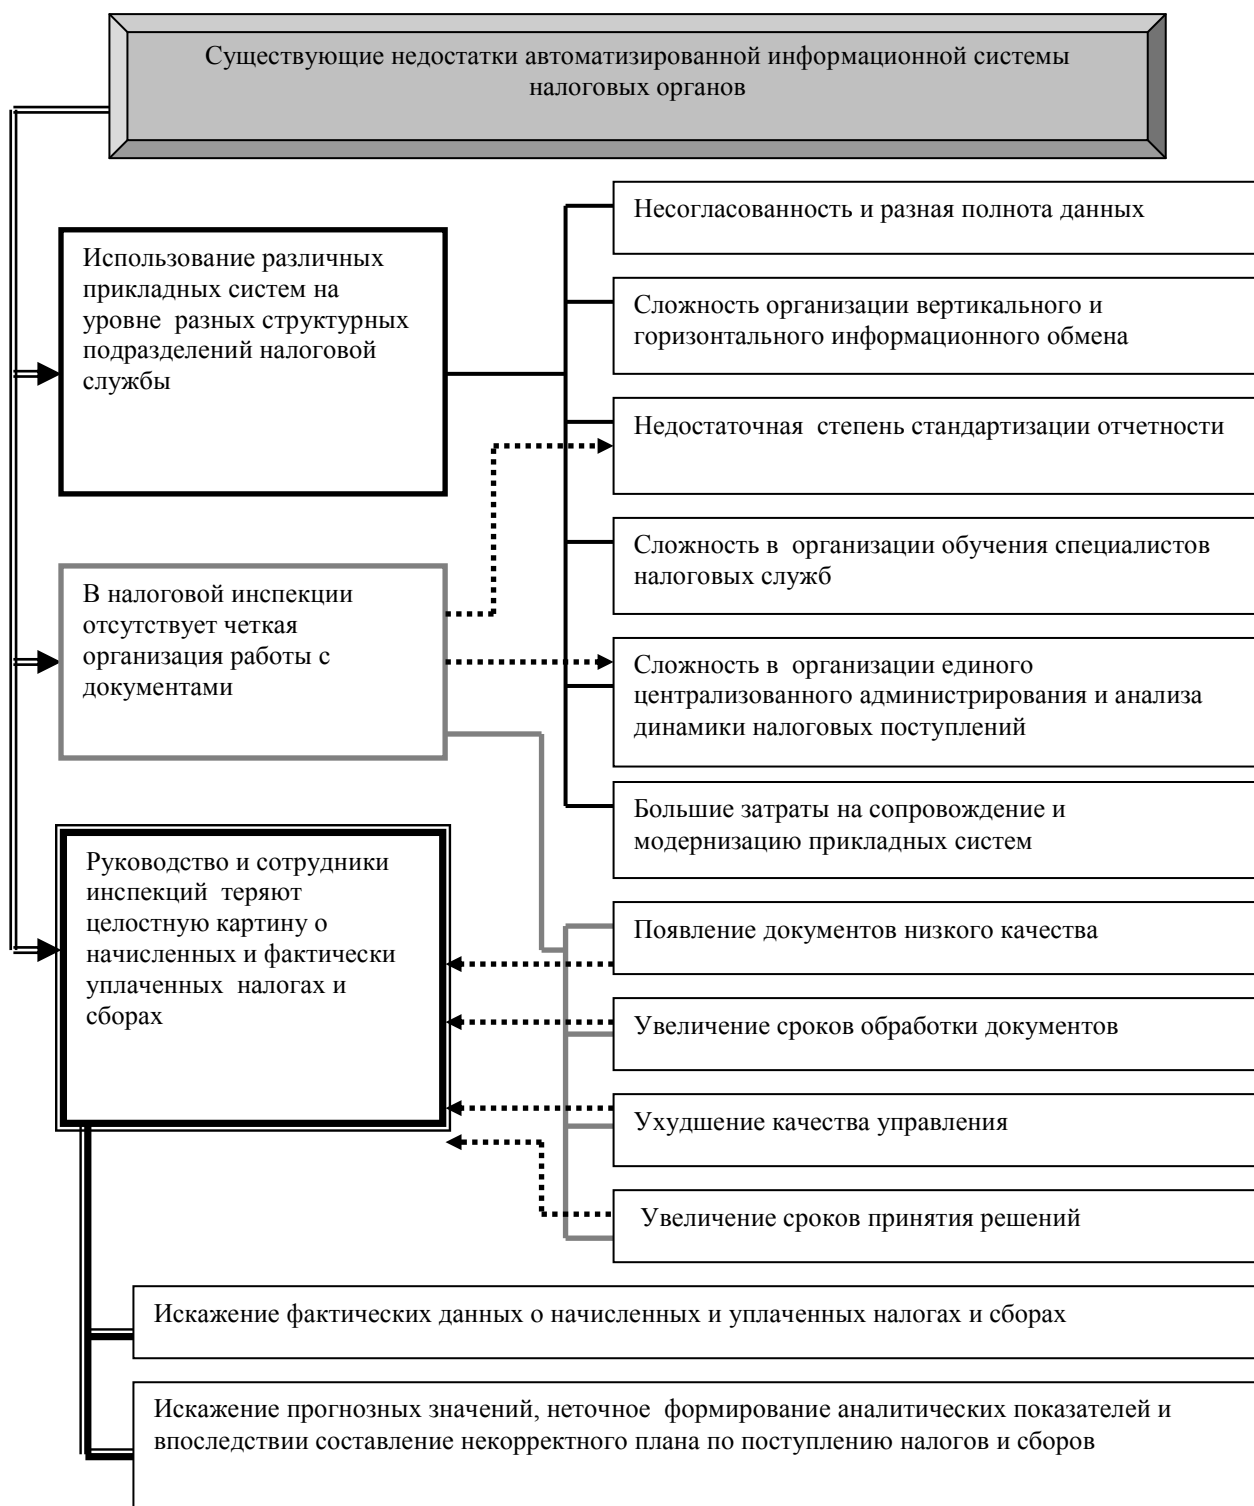 Существующие недостатки автоматизированной информационной системы
налоговых органов
Использование различных
прикладных систем на
уровне разных структурных
подразделений налоговой
службы
Несогласованность и разная полнота данных
Сложность организации вертикального и
горизонтального информационного обмена
Недостаточная степень стандартизации отчетности
Сложность в организации обучения специалистов
налоговых служб
В налоговой инспекции
отсутствует четкая
организация работы с
документами
Сложность в организации единого
централизованного администрирования и анализа
динамики налоговых поступлений
Большие затраты на сопровождение и
модернизацию прикладных систем
Руководство и сотрудники
инспекций теряют
целостную картину о
начисленных и фактически
уплаченных налогах и
сборах
Появление документов низкого качества
Увеличение сроков обработки документов
Ухудшение качества управления
Увеличение сроков принятия решений
Искажение фактических данных о начисленных и уплаченных налогах и сборах
Искажение прогнозных значений, неточное формирование аналитических показателей и
впоследствии составление некорректного плана по поступлению налогов и сборов